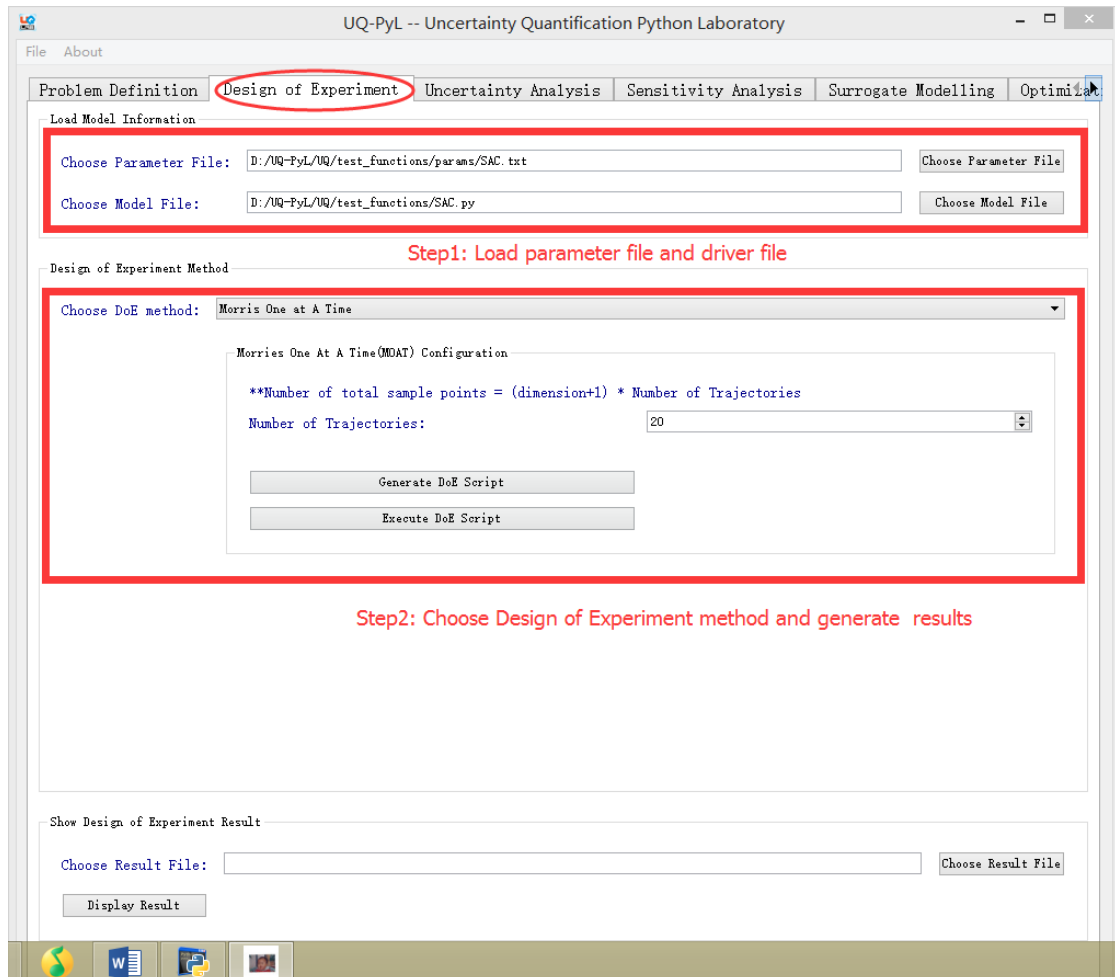 UQ-PyL -- Uncertainty Quantification Python Laboratory
File About
Problem Definition Design of Experiment Uncertainty Analysis Sensitivity Analysis Surrogate Modelling Optimizat
Load Model Information
Choose Parameter File: D:/UQ-PyL/UQ/test_functions/params/SAC.txt Choose Parameter File
Choose Model File: D:/UQ-PyL/UQ/test_functions/SAC.py Choose Model File
Step1: Load parameter file and driver file
Design of Experiment Method
Choose DoE method: Morris One at A Time
Morries One At A Time(MOAT) Configuration
**Number of total sample points = (dimension+1) * Number of Trajectories
Number of Trajectories: 20
Generate DoE Script
Execute DoE Script
Step2: Choose Design of Experiment method and generate results
Show Design of Experiment Result
Choose Result File: Choose Result File
Display Result